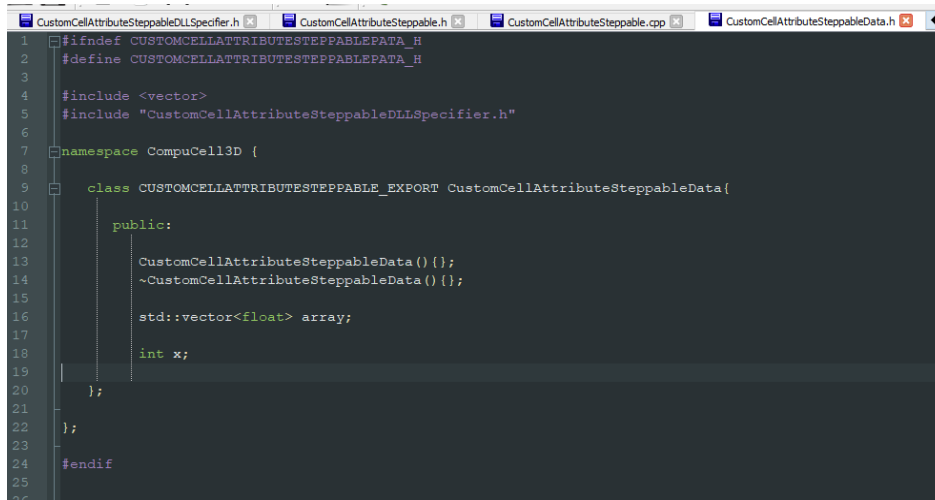 CustomCellAttributeSteppableDLLSpecifier.h CustomCellAttributeSteppable.h CustomCellAttributeSteppable.cpp CustomCellAttributeSteppableData.h
1 #ifndef CUSTOMCELLATTRIBUTESTEPPABLEPATA_H
2 #define CUSTOMCELLATTRIBUTESTEPPABLEPATA_H
3
4 #include <vector>
5 #include "CustomCellAttributeSteppableDLLSpecifier.h"
6
7 namespace CompuCell3D {
8
9 class CUSTOMCELLATTRIBUTESTEPPABLE_EXPORT CustomCellAttributeSteppableData{
10
11 public:
12
13 CustomCellAttributeSteppableData(){};
14 ~CustomCellAttributeSteppableData(){};
15
16 std::vector<float> array;
17
18 int x;
19
20 };
21
22 };
23
24 #endif
25
26